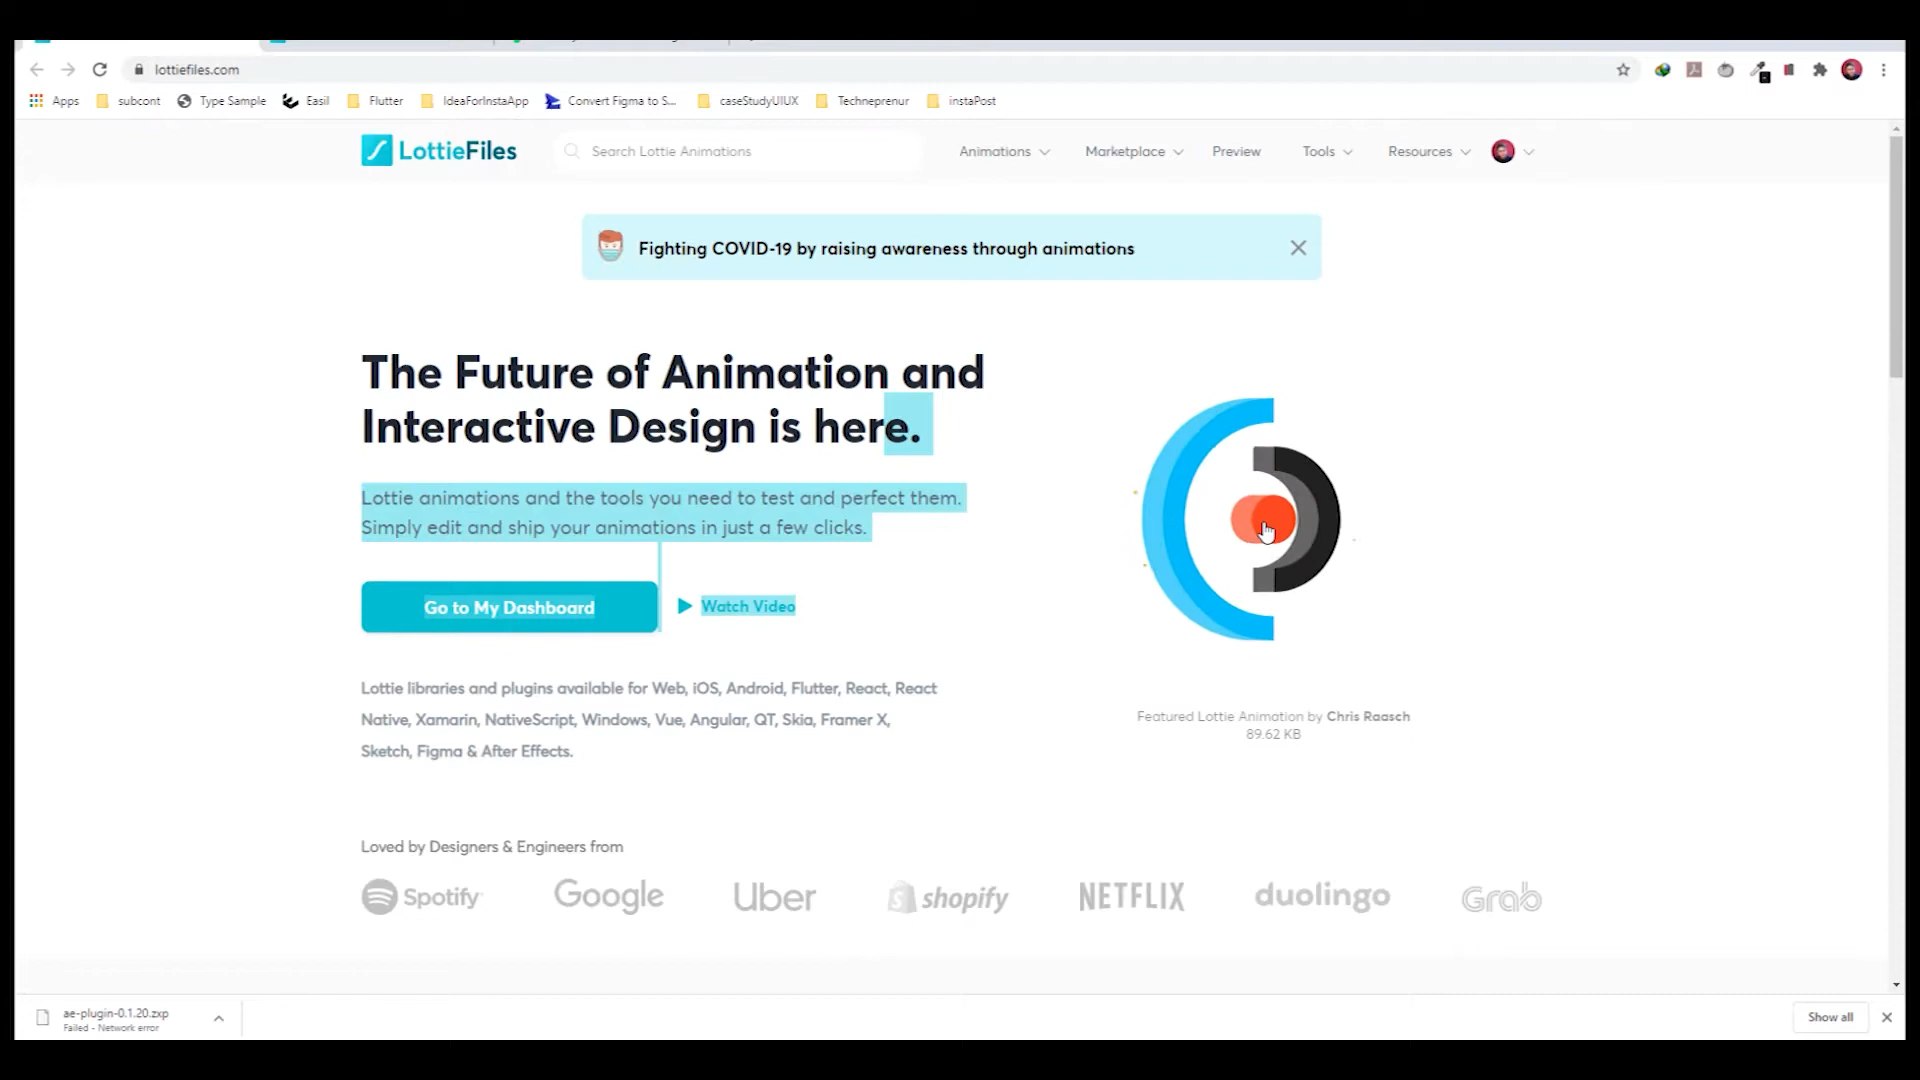 lottiefiles.com
Apps
subcont
Type Sample
Easil
Flutter
IdeaForInstaApp
Convert Figma to S...
caseStudyUIUX
Techneprenur
instaPost
LottieFiles
Search Lottie Animations
Animations
Marketplace
Preview
Tools
Resources
Fighting COVID-19 by raising awareness through animations
The Future of Animation and
Interactive Design is here.
Lottie animations and the tools you need to test and perfect them.
Simply edit and ship your animations in just a few clicks.
Go to My Dashboard
Watch Video
Lottie libraries and plugins available for Web, iOS, Android, Flutter, React, React
Native, Xamarin, NativeScript, Windows, Vue, Angular, QT, Skia, Framer X,
Sketch, Figma & After Effects.
Featured Lottie Animation by Chris Raasch
89.62 KB
Loved by Designers & Engineers from
Spotify
Google
Uber
shopify
NETFLIX
duolingo
Grab
ae-plugin-0.1.20.zxp
Failed - Network error
Show all